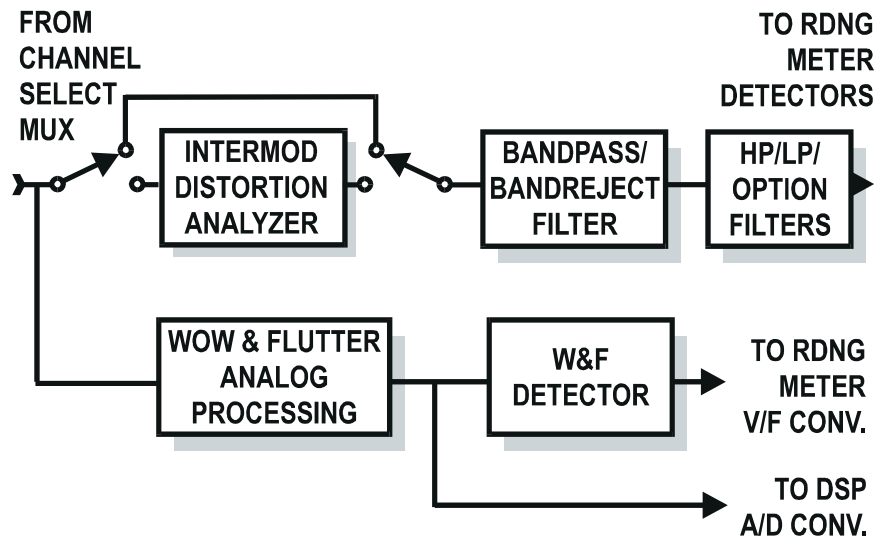 FROM
CHANNEL
SELECT
MUX
TO RDNG
METER
DETECTORS
INTERMOD
DISTORTION
ANALYZER
BANDPASS/
BANDREJECT
FILTER
HP/LP/
OPTION
FILTERS
WOW & FLUTTER
ANALOG
PROCESSING
W&F
DETECTOR
TO RDNG
METER
V/F CONV.
TO DSP
A/D CONV.